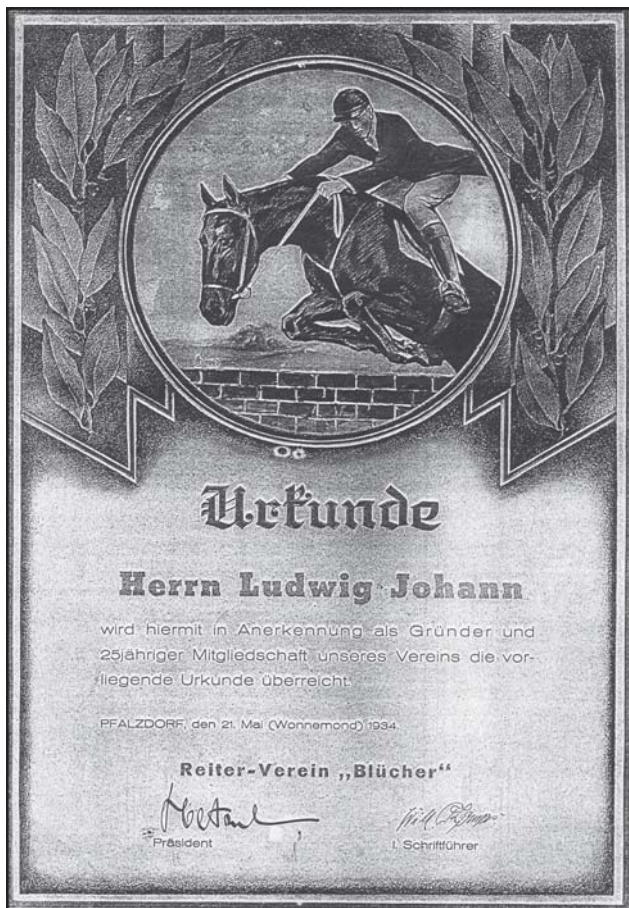 Urkunde
Herrn Ludwig Johann
wird hiermit in Anerkennung als Gründer und
25jähriger Mitgliedschaft unseres Vereins die vor-
liegende Urkunde überreicht.
PFALZDORF, den 21. Mai (Wonnemond) 1934
Reiter-Verein „Blücher“
Präsident
I. Schriftführer